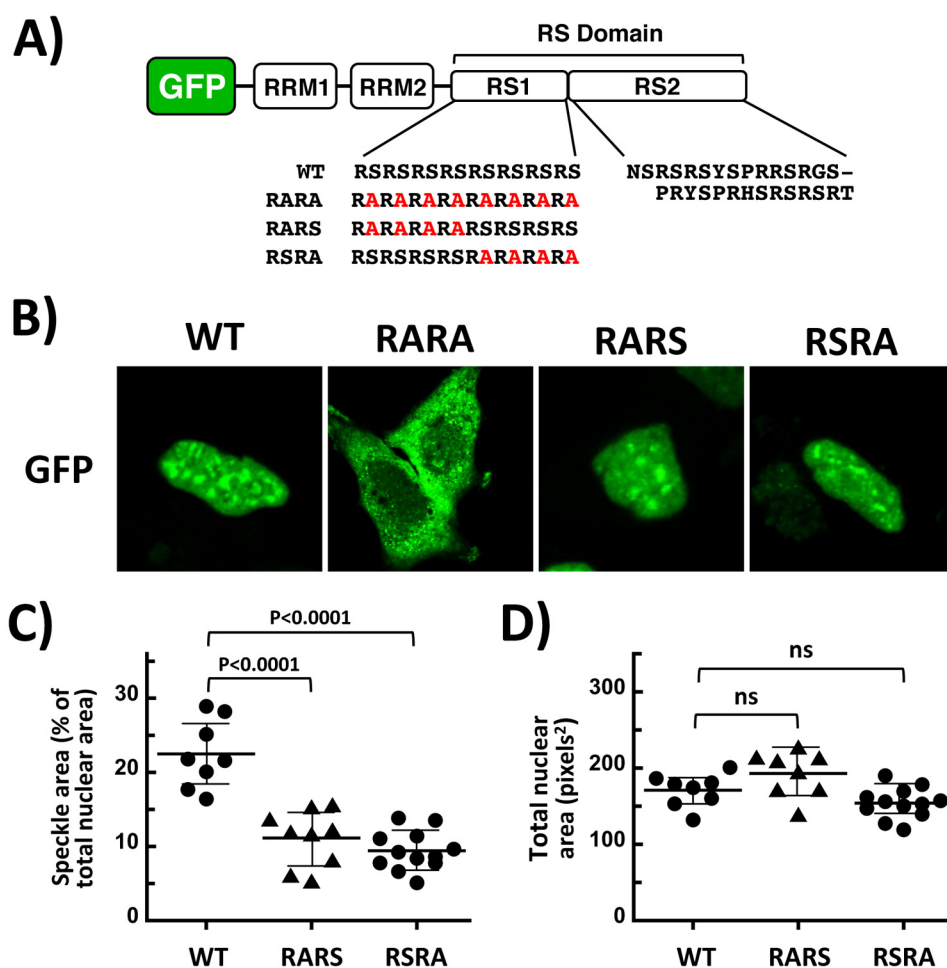 A)
RS Domain
GFP RRM1 RRM2 RS1 RS2
WT RSRSRSRSRSRSRSRS NSRSRSYSPRRSRGS-
RARA RARARARARARARARA PRYSPRHSRSRSRT
RARS RARARARARSRSRSRS
RSRA RSRSRSRSRARARARA
B)
WT RARA RARS RSRA
GFP
C)
P<0.0001
P<0.0001
Speckle area (% of
total nuclear area)
30
20
10
0
WT RARS RSRA
D)
ns
ns
Total nuclear
area (pixels²)
300
200
100
0
WT RARS RSRA